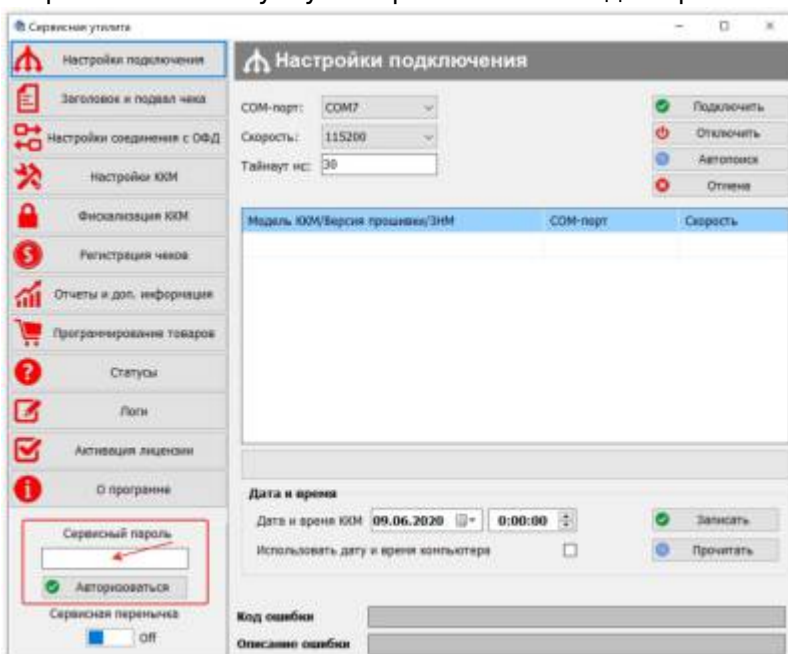 Сервисная утилита
Настройки подключения
Заголовок и подвал чека
Настройки соединения с ОФД
Настройки ККМ
Фискализация ККМ
Регистрация чеков
Отчеты и доп. информация
Программирование товаров
Статусы
Логи
Активация лицензии
О программе
Сервисный пароль
Авторизоваться
Сервисная перемычка
Off
Настройки подключения
COM-порт: COM7
Скорость: 115200
Таймаут мс: 30
Подключить
Отключить
Автопоиск
Отмена
Модель ККМ/Версия прошивки/ЗНМ COM-порт Скорость
Дата и время
Дата и время ККМ 09.06.2020 0:00:00
Записать
Использовать дату и время компьютера
Прочитать
Код ошибки
Описание ошибки